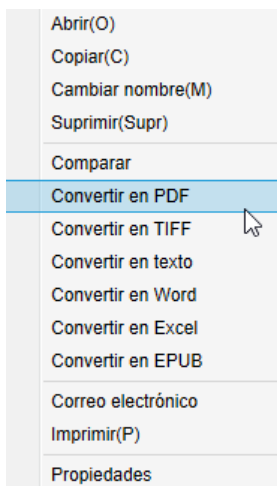 Abrir(O)
Copiar(C)
Cambiar nombre(M)
Suprimir(Supr)
Comparar
Convertir en PDF
Convertir en TIFF
Convertir en texto
Convertir en Word
Convertir en Excel
Convertir en EPUB
Correo electrónico
Imprimir(P)
Propiedades